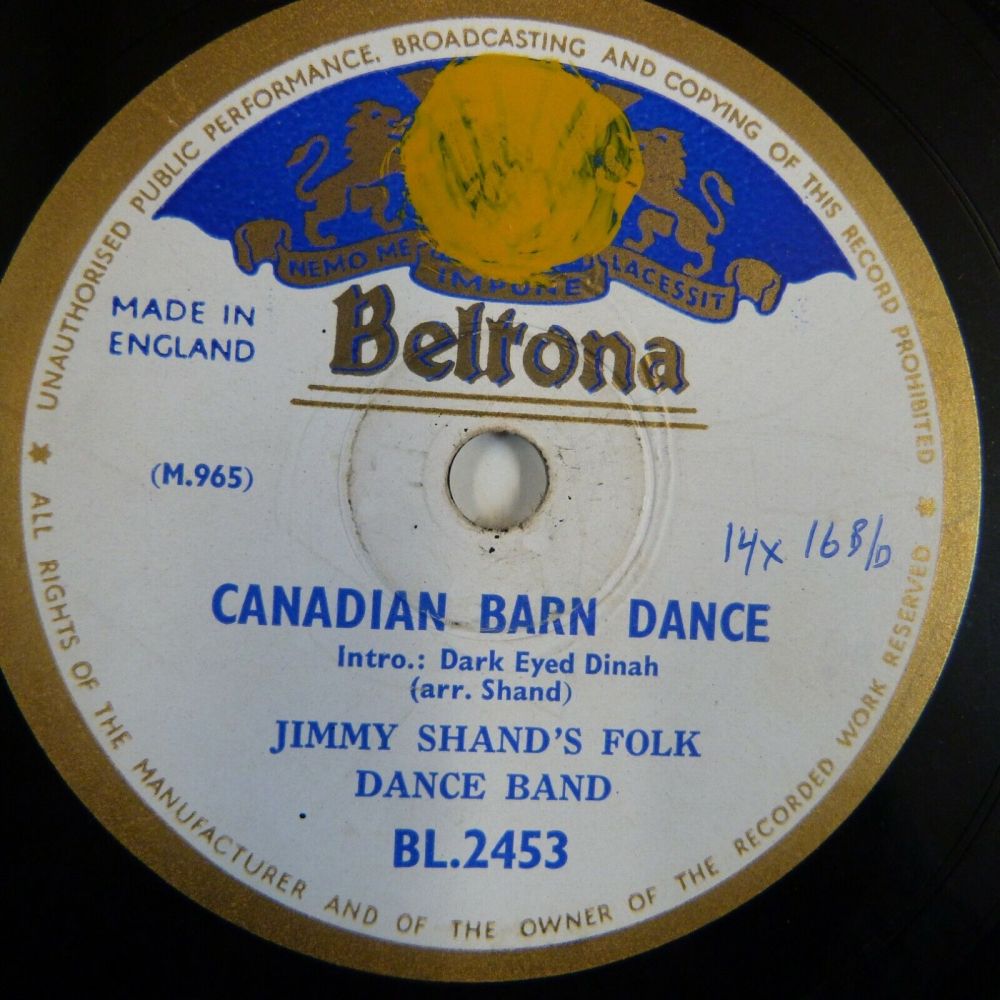 UNAUTHORISED PUBLIC PERFORMANCE, BROADCASTING AND COPYING OF THIS RECORD PROHIBITED
NEMO ME IMPUNE LACESSIT
Beltona
MADE IN
ENGLAND
(M.965)
14x 16 B/D
CANADIAN BARN DANCE
Intro.: Dark Eyed Dinah
(arr. Shand)
JIMMY SHAND'S FOLK
DANCE BAND
BL.2453
ALL RIGHTS OF THE MANUFACTURER AND OF THE OWNER OF THE RECORDED WORK RESERVED